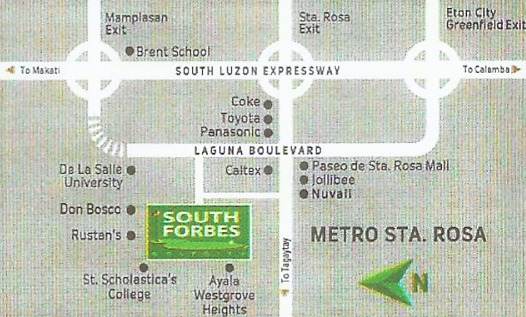 Mamplasan
Exit
Sta. Rosa
Exit
Eton City
Greenfield Exit
Brent School
To Makati
SOUTH LUZON EXPRESSWAY
To Calamba
Coke
Toyota
Panasonic
LAGUNA BOULEVARD
De La Salle
University
Caltex
Paseo de Sta. Rosa Mall
Jollibee
Nuvali
Don Bosco
Rustan's
SOUTH
FORBES
METRO STA. ROSA
To Tagaytay
St. Scholastica's
College
Ayala
Westgrove
Heights
N